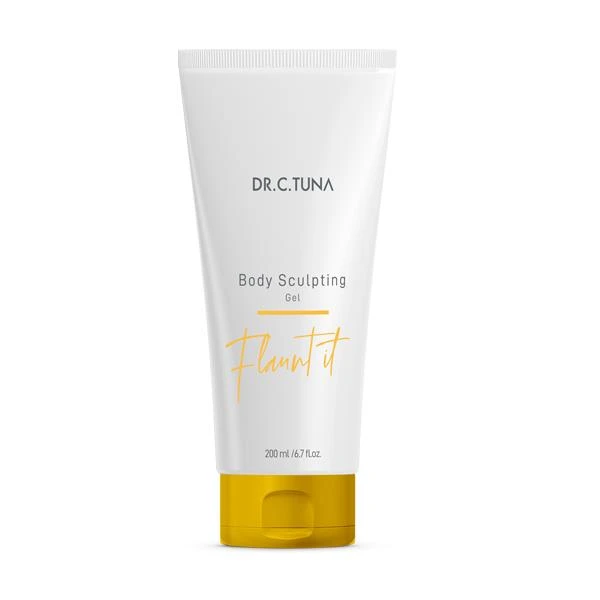 DR.C.TUNA
Body Sculpting
Gel
Flaunt it
200 ml /6.7 fl.oz.